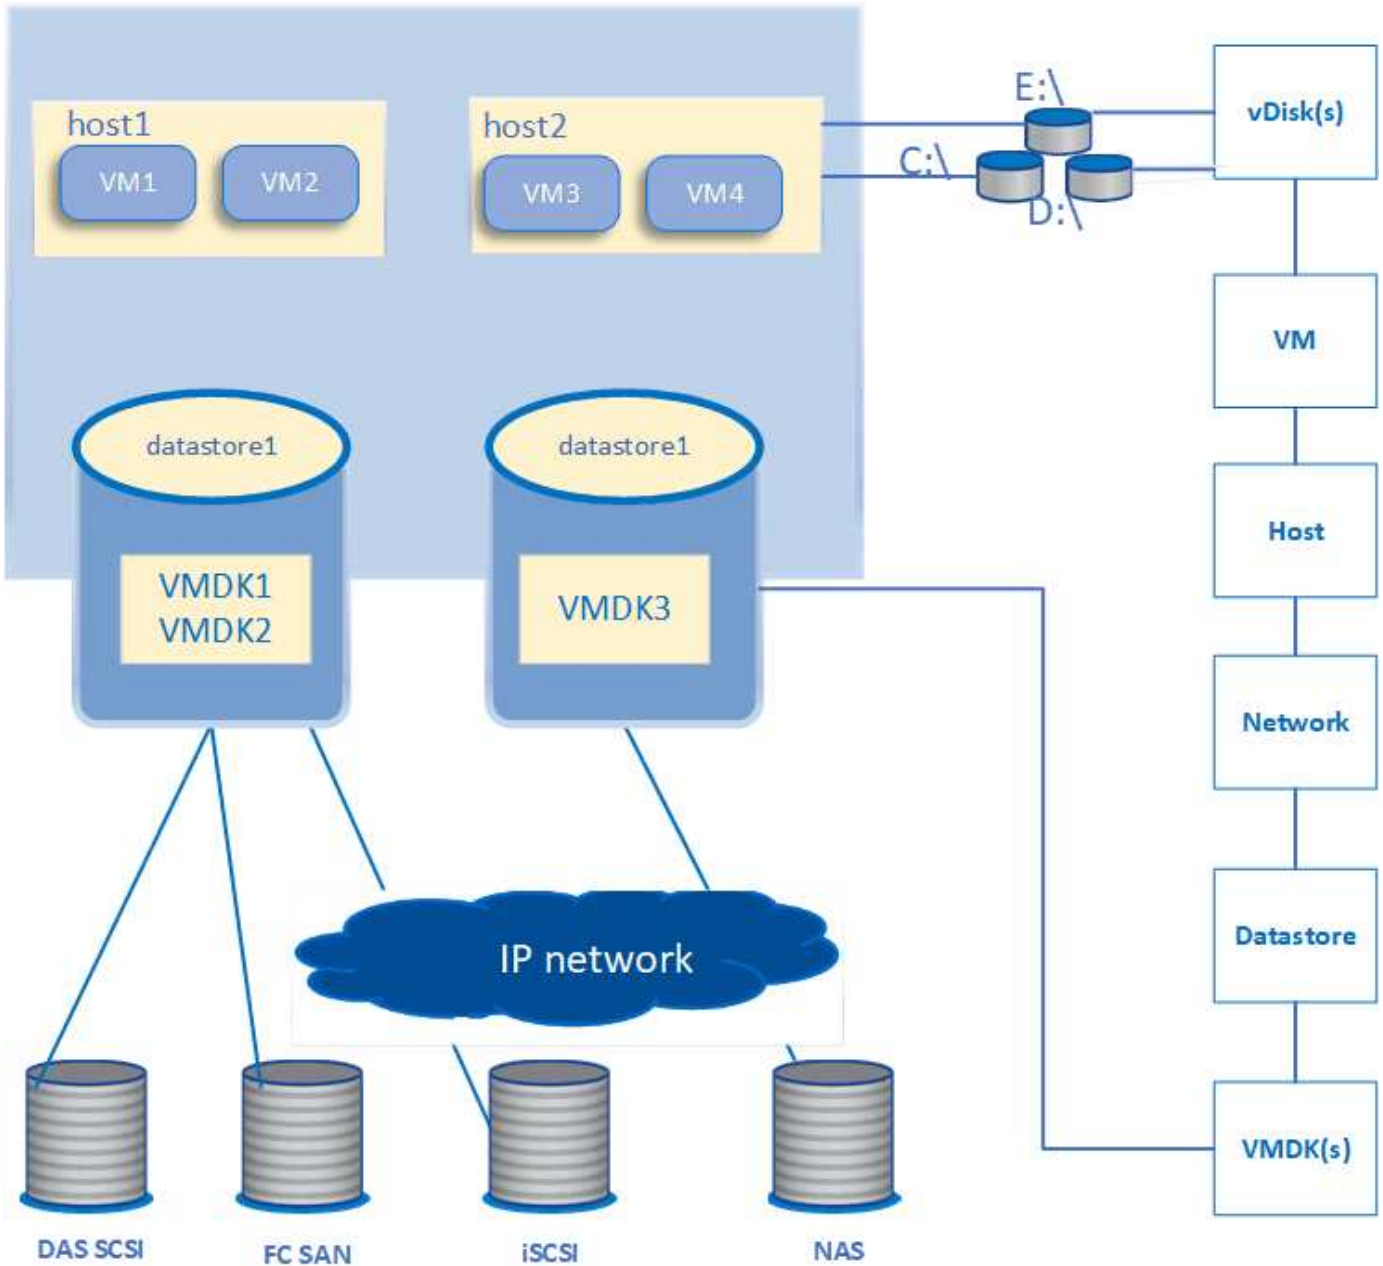 E:\
vDisk(s)
host1
host2
VM1
VM2
VM3
VM4
C:\
D:\
VM
datastore1
datastore1
Host
VMDK1
VMDK2
VMDK3
Network
IP network
Datastore
VMDK(s)
DAS SCSI
FC SAN
iSCSI
NAS